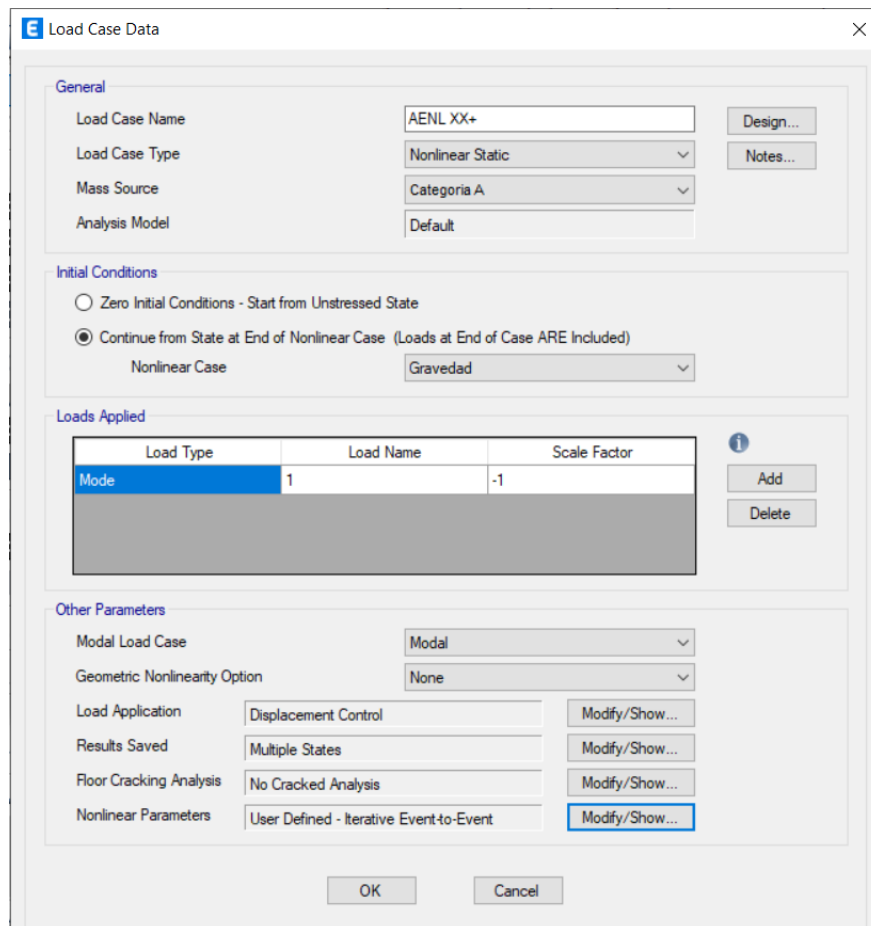 E Load Case Data
General
Load Case Name AENL XX+ Design...
Load Case Type Nonlinear Static Notes...
Mass Source Categoria A
Analysis Model Default
Initial Conditions
Zero Initial Conditions - Start from Unstressed State
Continue from State at End of Nonlinear Case (Loads at End of Case ARE Included)
Nonlinear Case Gravedad
Loads Applied
Load Type Load Name Scale Factor i
Mode 1 -1 Add
Delete
Other Parameters
Modal Load Case Modal
Geometric Nonlinearity Option None
Load Application Displacement Control Modify/Show...
Results Saved Multiple States Modify/Show...
Floor Cracking Analysis No Cracked Analysis Modify/Show...
Nonlinear Parameters User Defined - Iterative Event-to-Event Modify/Show...
OK Cancel